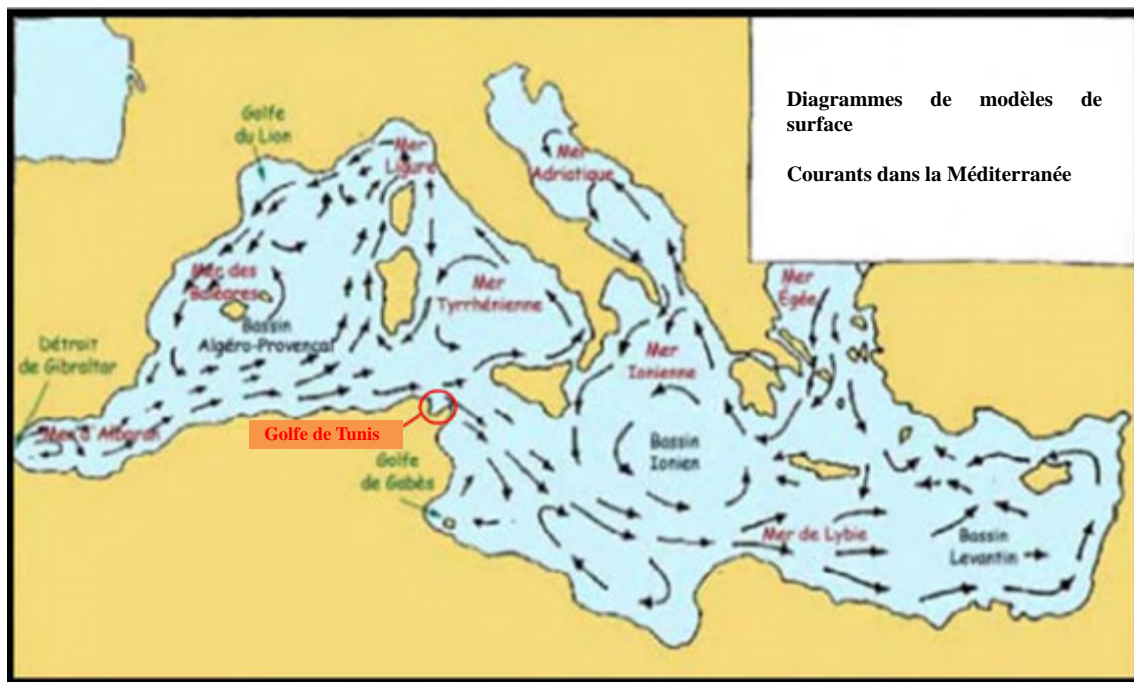 Diagrammes de modèles de
surface
Courants dans la Méditerranée
Golfe
du Lion
Mer
Ligure
Mer
Adriatique
Mer des
Baléares
Mer
Tyrrhénienne
Mer
Égée
Bassin
Algéro-Provençal
Détroit
de Gibraltar
Mer
Ionienne
Mer d'Alboran
Golfe de Tunis
Bassin
Ionien
Golfe
de Gabès
Mer de Lybie
Bassin
Levantin